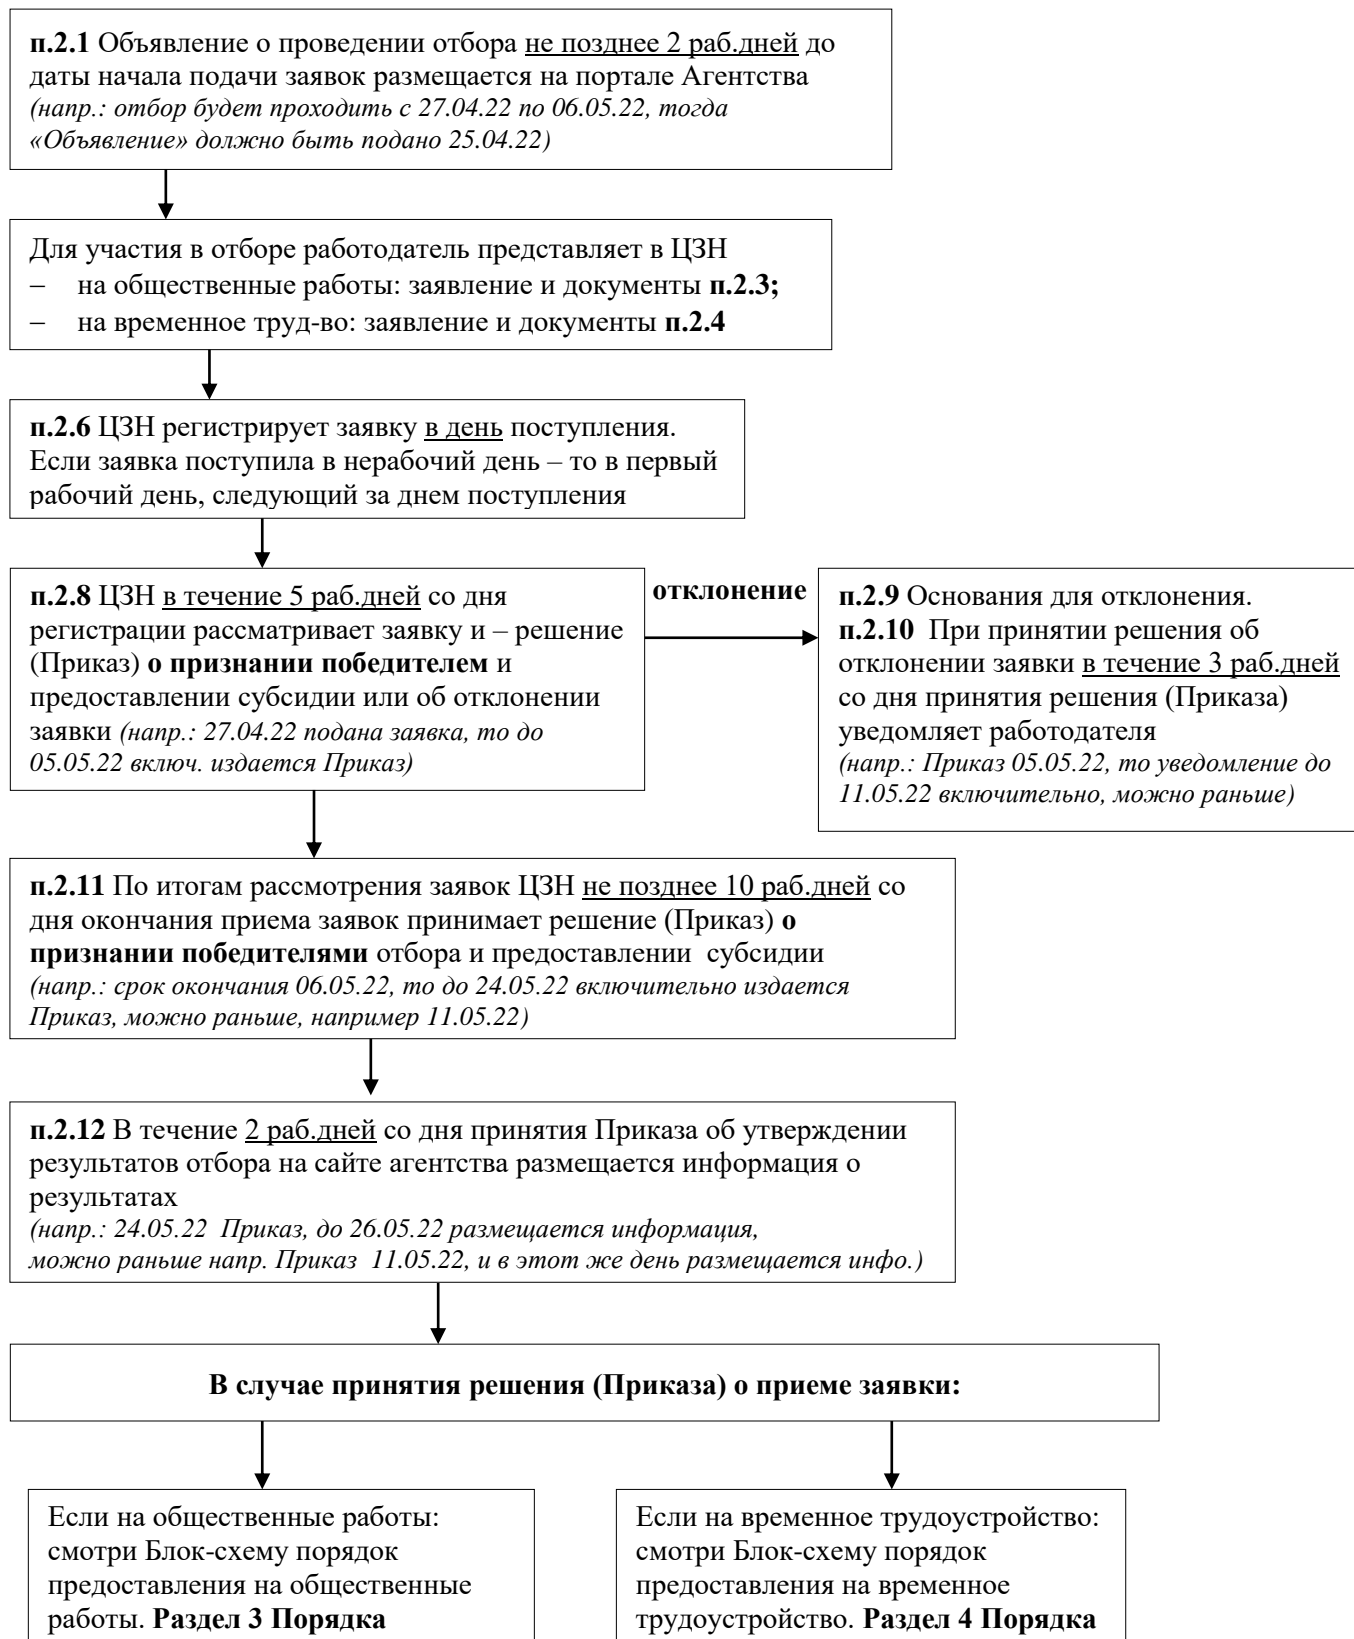 п.2.1 Объявление о проведении отбора не позднее 2 раб.дней до
даты начала подачи заявок размещается на портале Агентства
(напр.: отбор будет проходить с 27.04.22 по 06.05.22, тогда
«Объявление» должно быть подано 25.04.22)
Для участия в отборе работодатель представляет в ЦЗН
– на общественные работы: заявление и документы п.2.3;
– на временное труд-во: заявление и документы п.2.4
п.2.6 ЦЗН регистрирует заявку в день поступления.
Если заявка поступила в нерабочий день – то в первый
рабочий день, следующий за днем поступления
п.2.8 ЦЗН в течение 5 раб.дней со дня
регистрации рассматривает заявку и – решение
(Приказ) о признании победителем и
предоставлении субсидии или об отклонении
заявки (напр.: 27.04.22 подана заявка, то до
05.05.22 включ. издается Приказ)
отклонение
п.2.9 Основания для отклонения.
п.2.10 При принятии решения об
отклонении заявки в течение 3 раб.дней
со дня принятия решения (Приказа)
уведомляет работодателя
(напр.: Приказ 05.05.22, то уведомление до
11.05.22 включительно, можно раньше)
п.2.11 По итогам рассмотрения заявок ЦЗН не позднее 10 раб.дней со
дня окончания приема заявок принимает решение (Приказ) о
признании победителями отбора и предоставлении субсидии
(напр.: срок окончания 06.05.22, то до 24.05.22 включительно издается
Приказ, можно раньше, например 11.05.22)
п.2.12 В течение 2 раб.дней со дня принятия Приказа об утверждении
результатов отбора на сайте агентства размещается информация о
результатах
(напр.: 24.05.22 Приказ, до 26.05.22 размещается информация,
можно раньше напр. Приказ 11.05.22, и в этот же день размещается инфо.)
В случае принятия решения (Приказа) о приеме заявки:
Если на общественные работы:
смотри Блок-схему порядок
предоставления на общественные
работы. Раздел 3 Порядка
Если на временное трудоустройство:
смотри Блок-схему порядок
предоставления на временное
трудоустройство. Раздел 4 Порядка